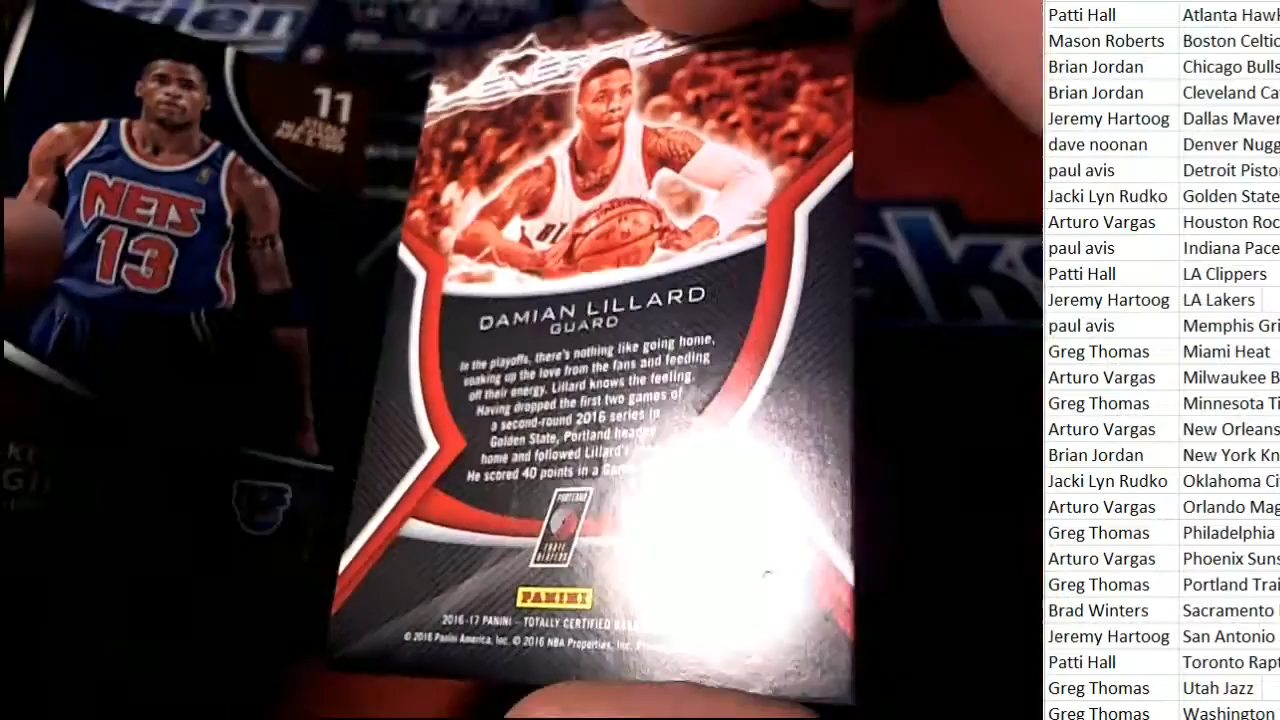 11
NETS
13
DAMIAN LILLARD
GUARD
In the playoffs, there's nothing like going home,
soaking up the love from the fans and feeding
off their energy. Lillard knows the feeling.
Having dropped the first two games of
a second-round 2016 series in
Golden State, Portland headed
home and followed Lillard's
He scored 40 points in a Game
PORTLAND
TRAIL
BLAZERS
PANINI
2016-17 PANINI - TOTALLY CERTIFIED
© 2016 Panini America, Inc. © 2016 NBA Properties, Inc.
Patti Hall Atlanta Hawk
Mason Roberts Boston Celtic
Brian Jordan Chicago Bulls
Brian Jordan Cleveland Ca
Jeremy Hartoog Dallas Maver
dave noonan Denver Nugg
paul avis Detroit Pisto
Jacki Lyn Rudko Golden State
Arturo Vargas Houston Roc
paul avis Indiana Pace
Patti Hall LA Clippers
Jeremy Hartoog LA Lakers
paul avis Memphis Gri
Greg Thomas Miami Heat
Arturo Vargas Milwaukee B
Greg Thomas Minnesota Ti
Arturo Vargas New Orleans
Brian Jordan New York Kn
Jacki Lyn Rudko Oklahoma Ci
Arturo Vargas Orlando Mag
Greg Thomas Philadelphia
Arturo Vargas Phoenix Suns
Greg Thomas Portland Trai
Brad Winters Sacramento
Jeremy Hartoog San Antonio
Patti Hall Toronto Rapt
Greg Thomas Utah Jazz
Greg Thomas Washington